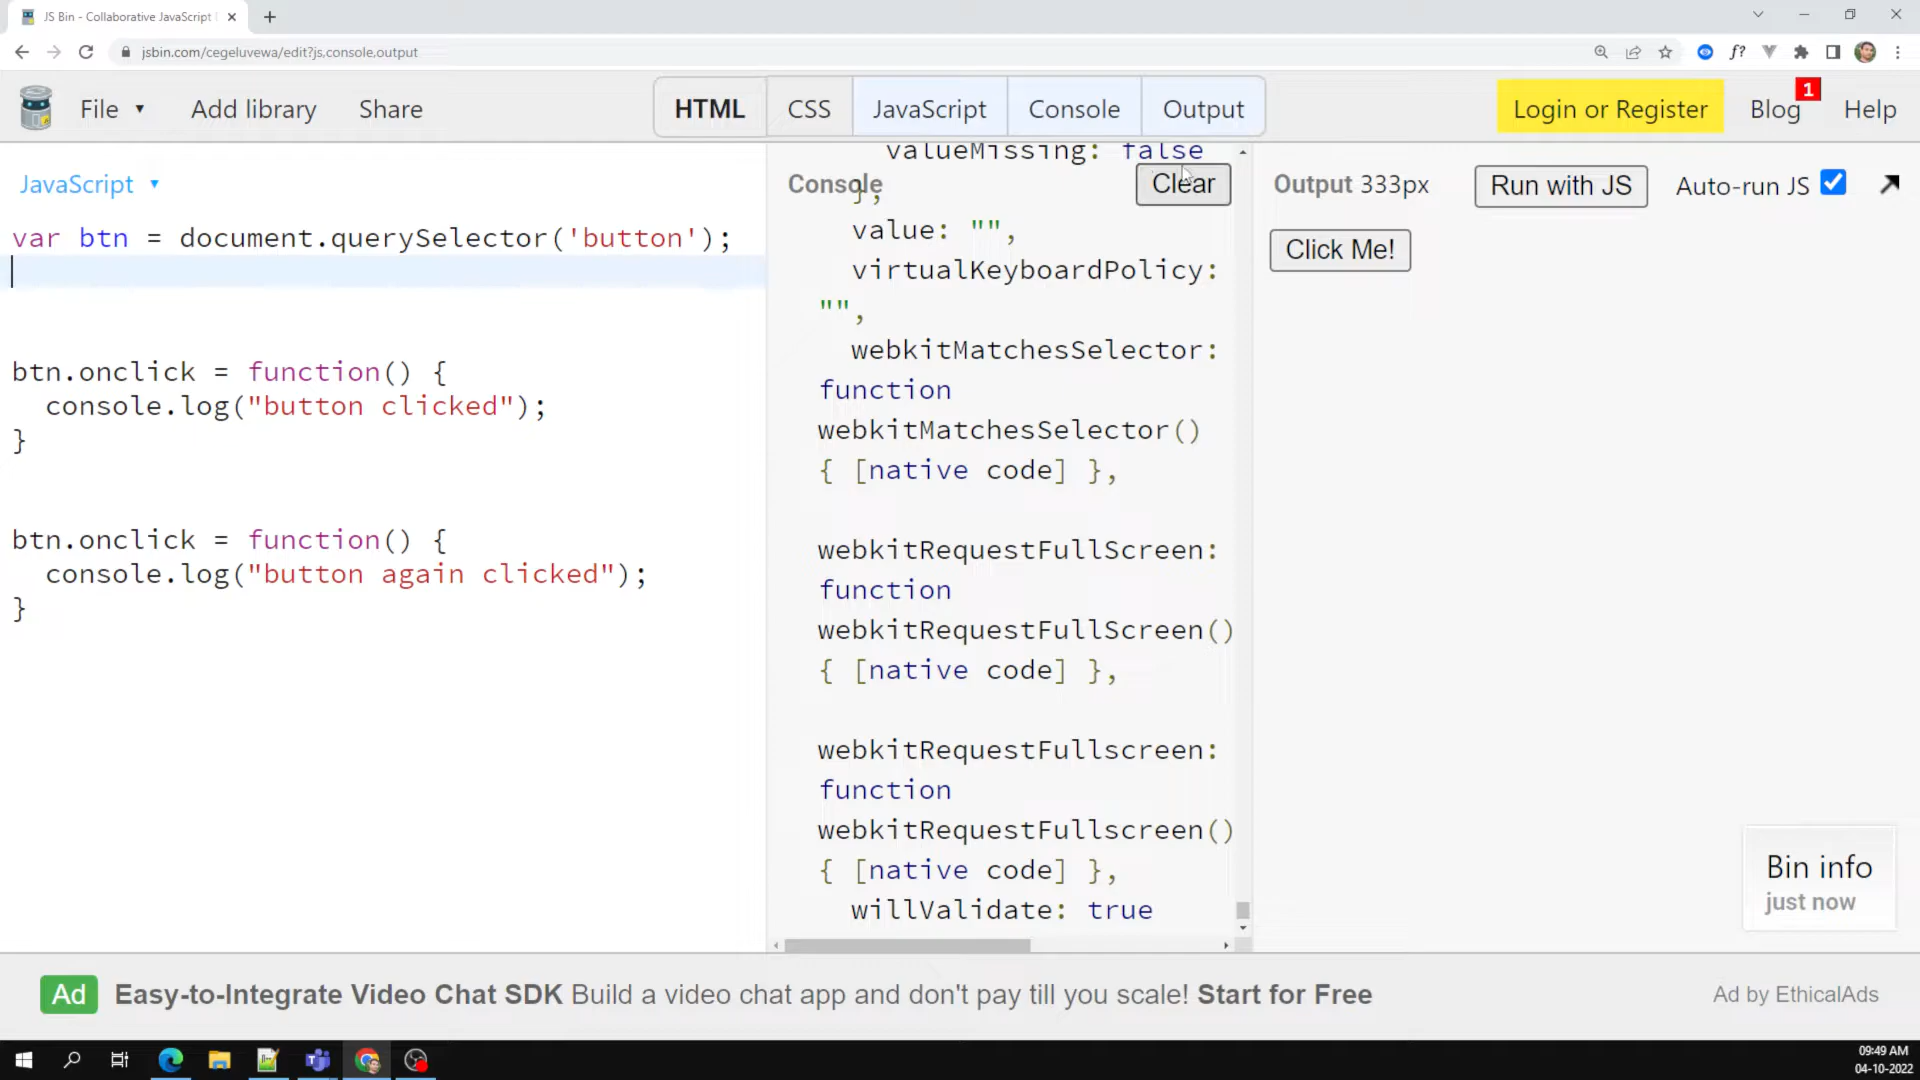 JS Bin - Collaborative JavaScript
jsbin.com/cegeluvewa/edit?js,console,output
f?
File
Add library
Share
HTML
CSS
JavaScript
Console
Output
Login or Register
Blog
1
Help
JavaScript
var btn = document.querySelector('button');
btn.onclick = function() {
  console.log("button clicked");
}
btn.onclick = function() {
  console.log("button again clicked");
}
valueMissing: false
Console
Clear
},
value: "",
virtualKeyboardPolicy:
"",
webkitMatchesSelector:
function
webkitMatchesSelector()
{ [native code] },
webkitRequestFullScreen:
function
webkitRequestFullScreen()
{ [native code] },
webkitRequestFullscreen:
function
webkitRequestFullscreen()
{ [native code] },
willValidate: true
Output 333px
Run with JS
Auto-run JS
Click Me!
Bin info
just now
Ad
Easy-to-Integrate Video Chat SDK Build a video chat app and don't pay till you scale! Start for Free
Ad by EthicalAds
09:49 AM
04-10-2022